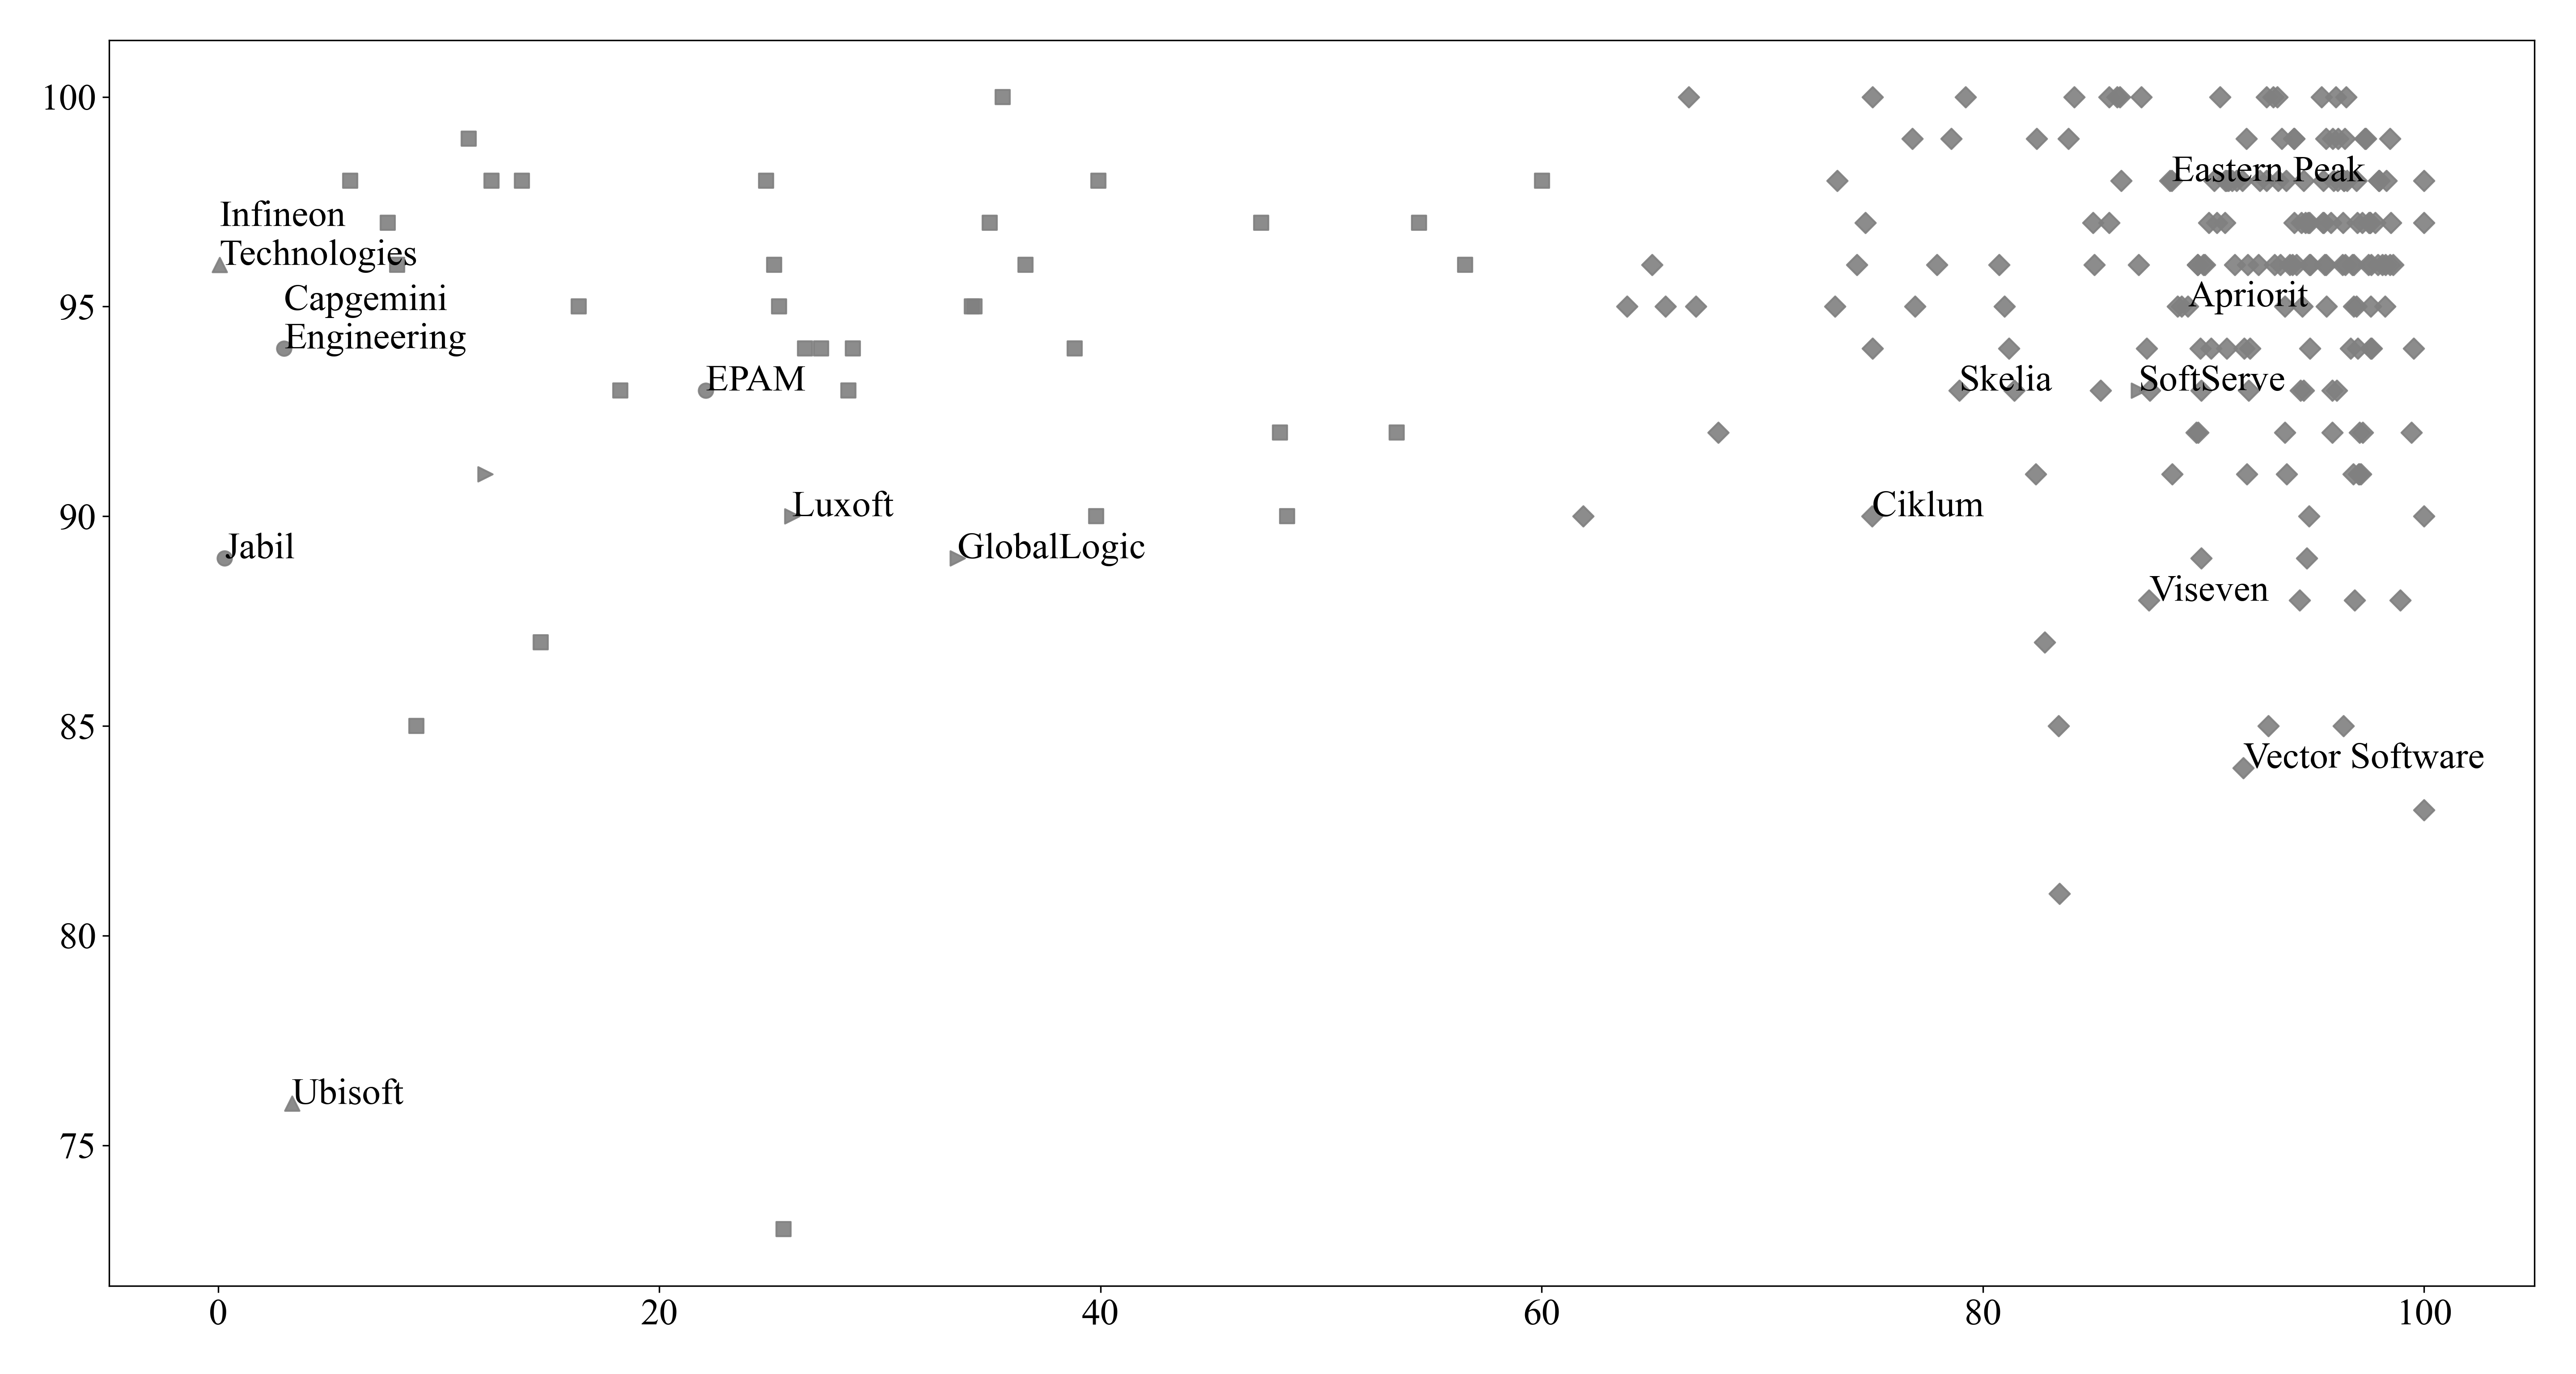 100
95
90
85
80
75
Eastern Peak
Infineon
Technologies
Capgemini
Engineering
Apriorit
EPAM
Skelia
SoftServe
Luxoft
Ciklum
Jabil
GlobalLogic
Viseven
Vector Software
Ubisoft
0
20
40
60
80
100